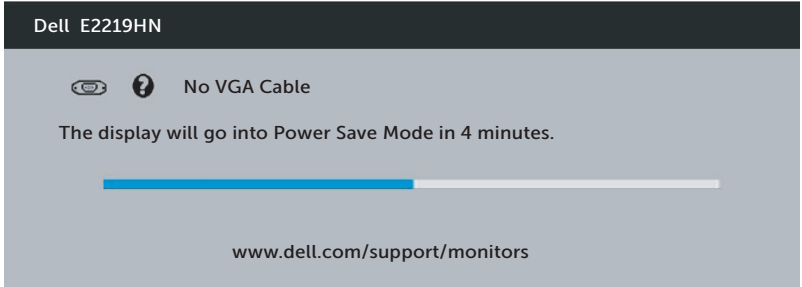 Dell E2219HN
No VGA Cable
The display will go into Power Save Mode in 4 minutes.
www.dell.com/support/monitors